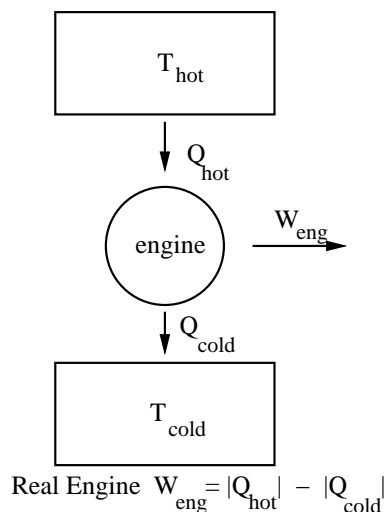 T_hot
Q_hot
engine
W_eng
Q_cold
T_cold
Real Engine W_eng = |Q_hot| − |Q_cold|